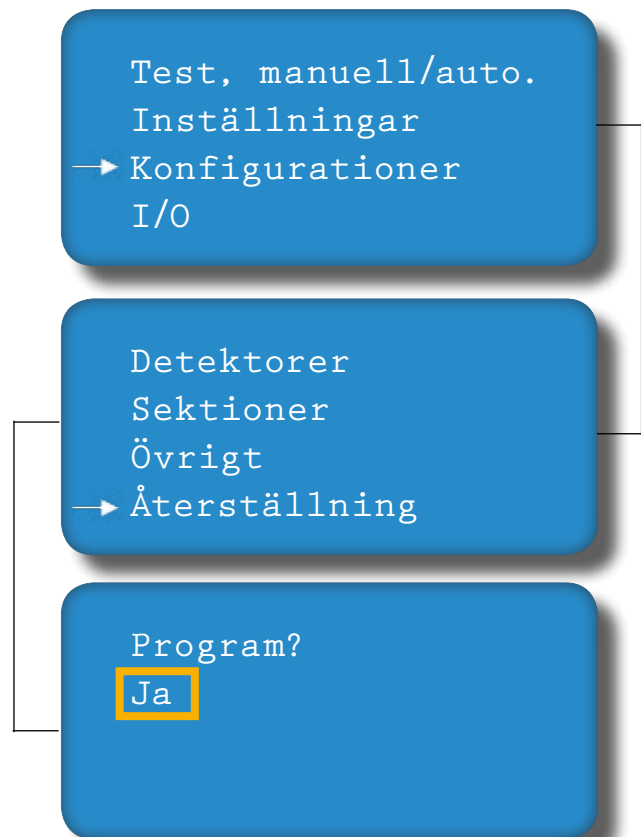 Test, manuell/auto.
Inställningar
Konfigurationer
I/O
Detektorer
Sektioner
Övrigt
Återställning
Program?
Ja